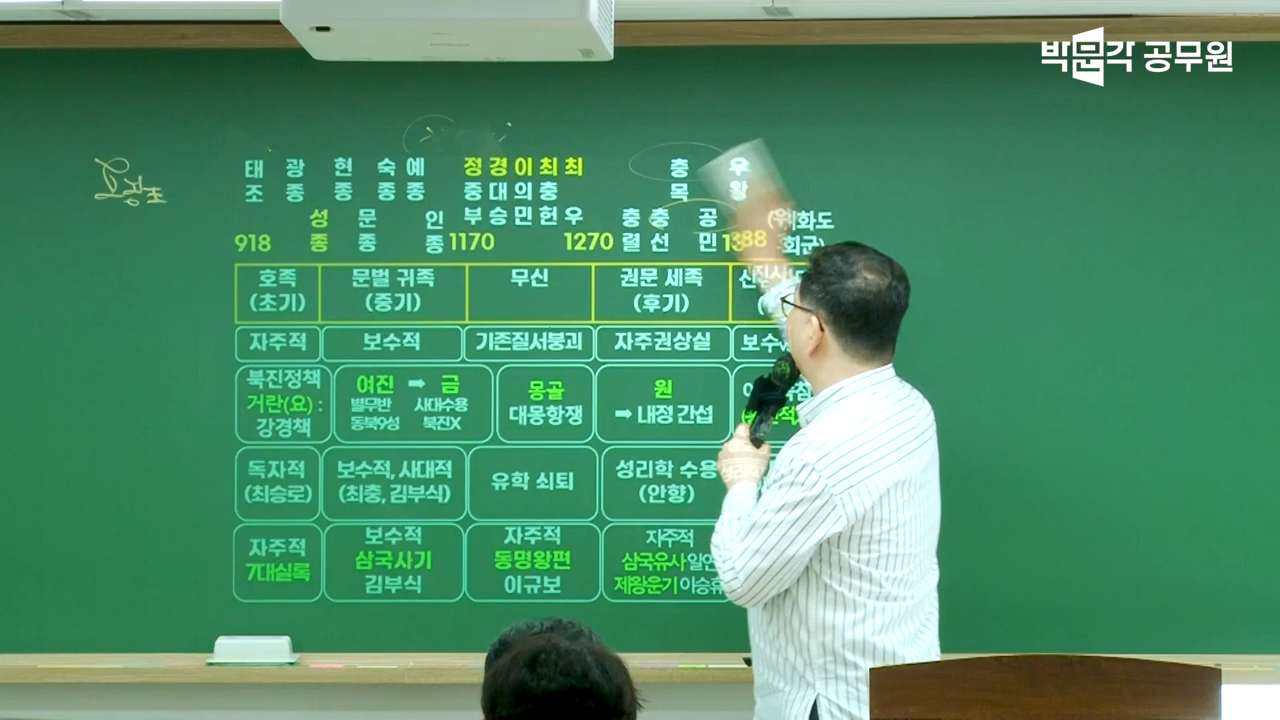 박문각 공무원
태 광 현 숙 예 정 경 이 최 최 충 우
조 종 종 종 종 중 대 의 충 목 왕
성 문 인 부 승 민 헌 우 충 충 공 (위화도
918 종 종 종 1170 1270 렬 선 민 1388 회군)
호족 문벌 귀족 무신 권문 세족
(초기) (중기) (후기)
자주적 보수적 기존질서붕괴 자주권상실
북진정책 여진 ➡ 금 몽골 원
거란(요) : 별무반 사대수용 대몽항쟁 ➡ 내정 간섭
강경책 동북9성 북진X
독자적 보수적, 사대적 유학 쇠퇴 성리학 수용
(최승로) (최충, 김부식) (안향)
자주적 보수적 자주적 자주적
7대실록 삼국사기 동명왕편 삼국유사 일연
김부식 이규보 제왕운기 이승휴